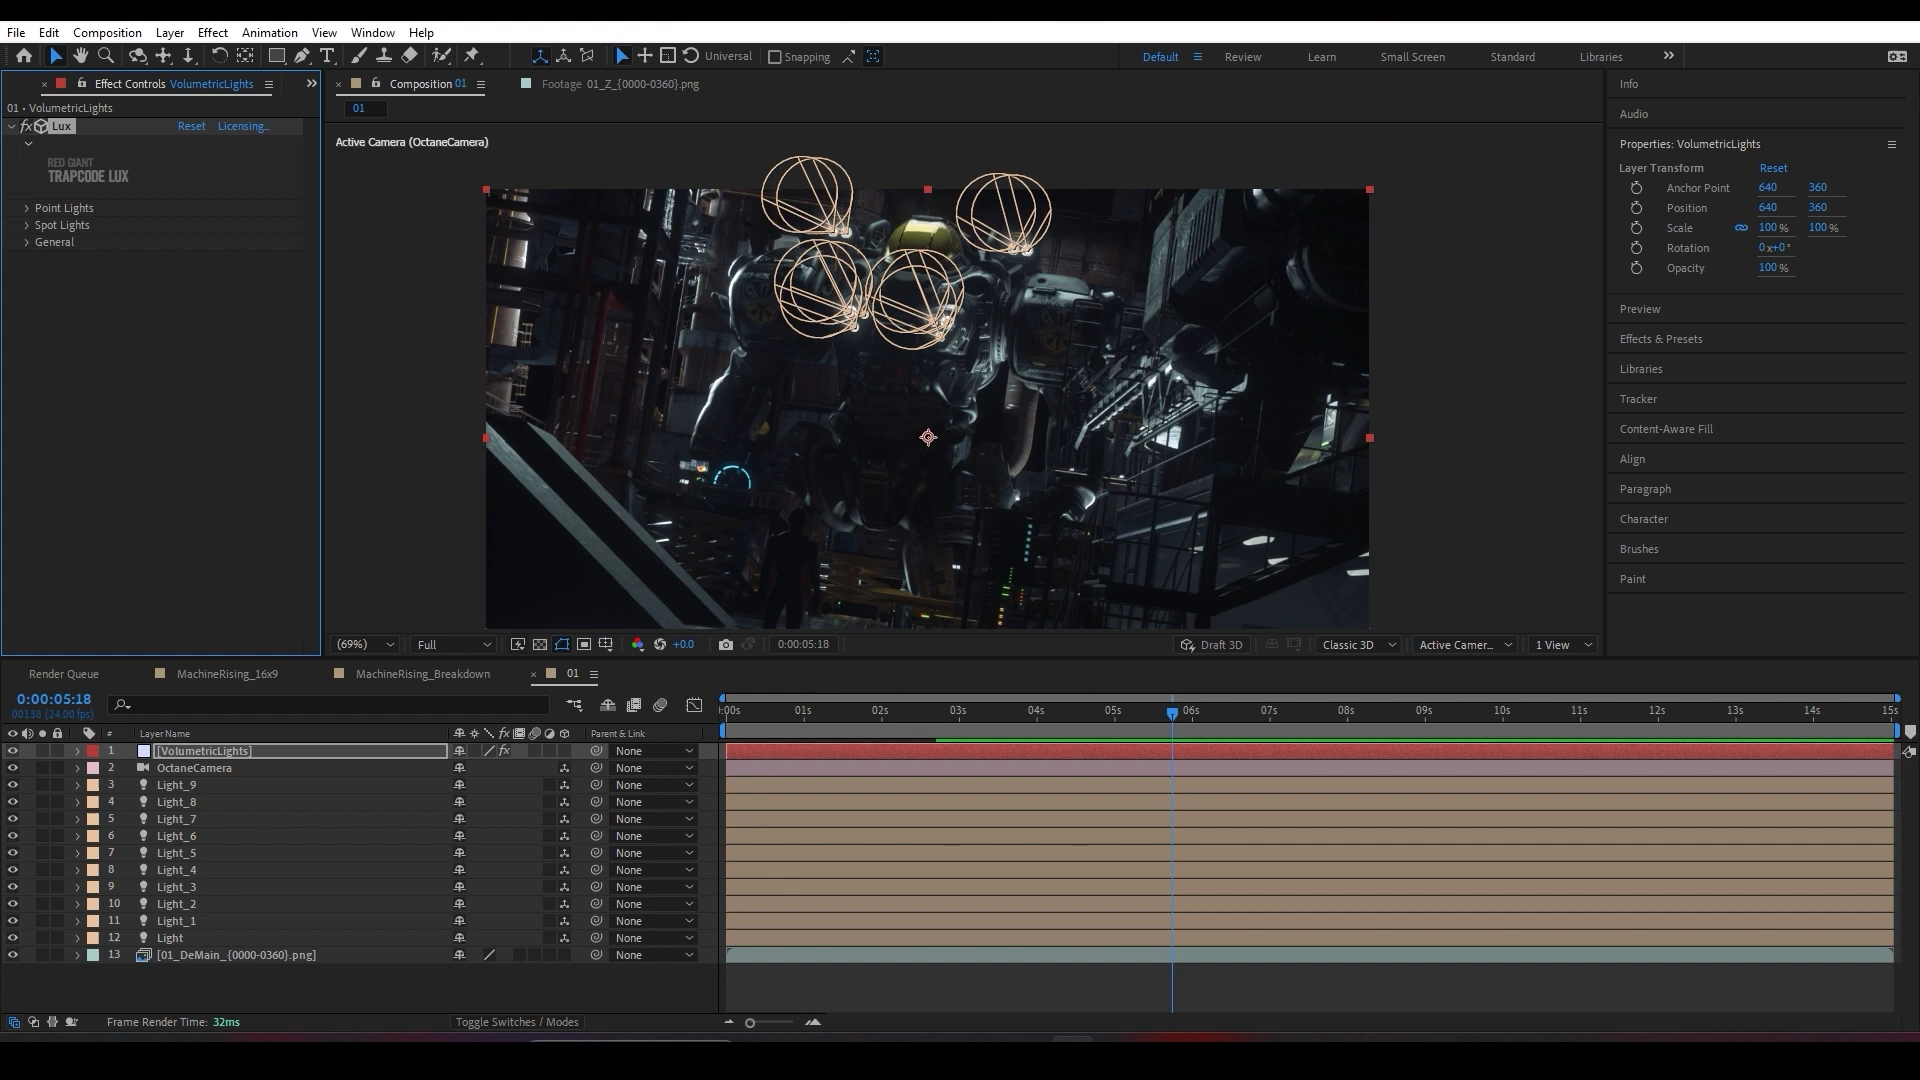 File Edit Composition Layer Effect Animation View Window Help
Universal Snapping Default Review Learn Small Screen Standard Libraries
Effect Controls VolumetricLights
01 • VolumetricLights
fx Lux Reset Licensing...
RED GIANT
TRAPCODE LUX
Point Lights
Spot Lights
General
Composition 01 Footage 01_Z_{0000-0360}.png
01
Active Camera (OctaneCamera)
(69%) Full +0.0 0:00:05:18 Draft 3D Classic 3D Active Camer... 1 View
Info
Audio
Properties: VolumetricLights
Layer Transform Reset
Anchor Point 640 360
Position 640 360
Scale 100 % 100 %
Rotation 0x+0°
Opacity 100 %
Preview
Effects & Presets
Libraries
Tracker
Content-Aware Fill
Align
Paragraph
Character
Brushes
Paint
Render Queue MachineRising_16x9 MachineRising_Breakdown 01
0:00:05:18
00138 (24.00 fps)
:00s 01s 02s 03s 04s 05s 06s 07s 08s 09s 10s 11s 12s 13s 14s 15s
# Layer Name fx Parent & Link
1 [VolumetricLights] fx None
2 OctaneCamera None
3 Light_9 None
4 Light_8 None
5 Light_7 None
6 Light_6 None
7 Light_5 None
8 Light_4 None
9 Light_3 None
10 Light_2 None
11 Light_1 None
12 Light None
13 [01_DeMain_{0000-0360}.png] None
Frame Render Time: 32ms Toggle Switches / Modes